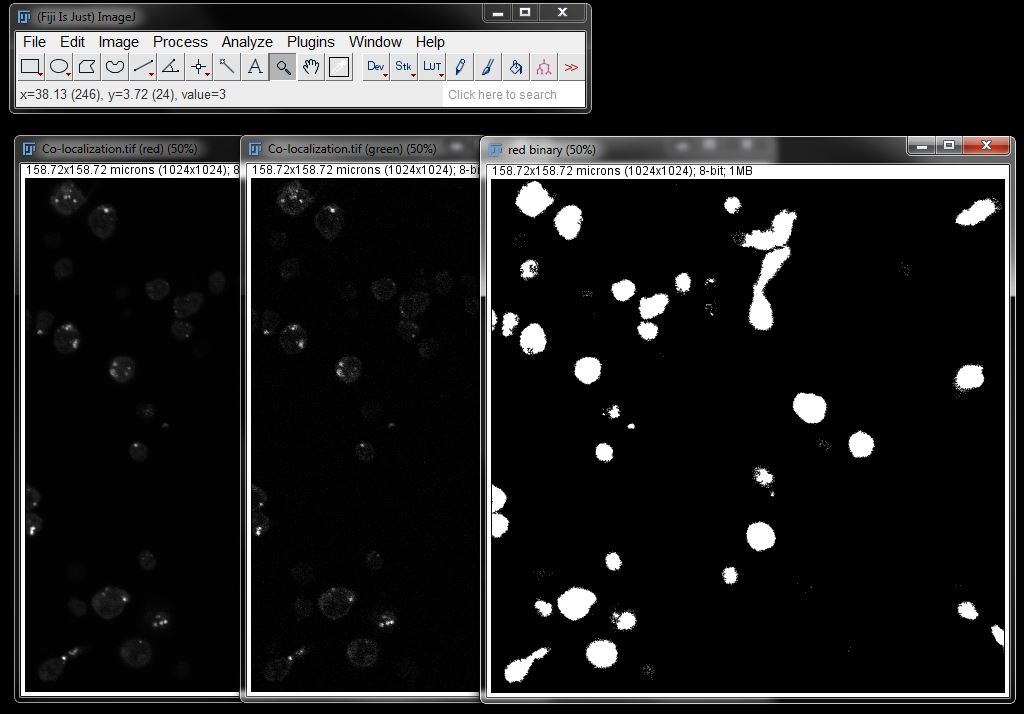 (Fiji Is Just) ImageJ
File Edit Image Process Analyze Plugins Window Help
A Dev Stk LUT >>
x=38.13 (246), y=3.72 (24), value=3
Click here to search
Co-localization.tif (red) (50%)
158.72x158.72 microns (1024x1024); 8
Co-localization.tif (green) (50%)
158.72x158.72 microns (1024x1024); 8-bi
red binary (50%)
158.72x158.72 microns (1024x1024); 8-bit; 1MB